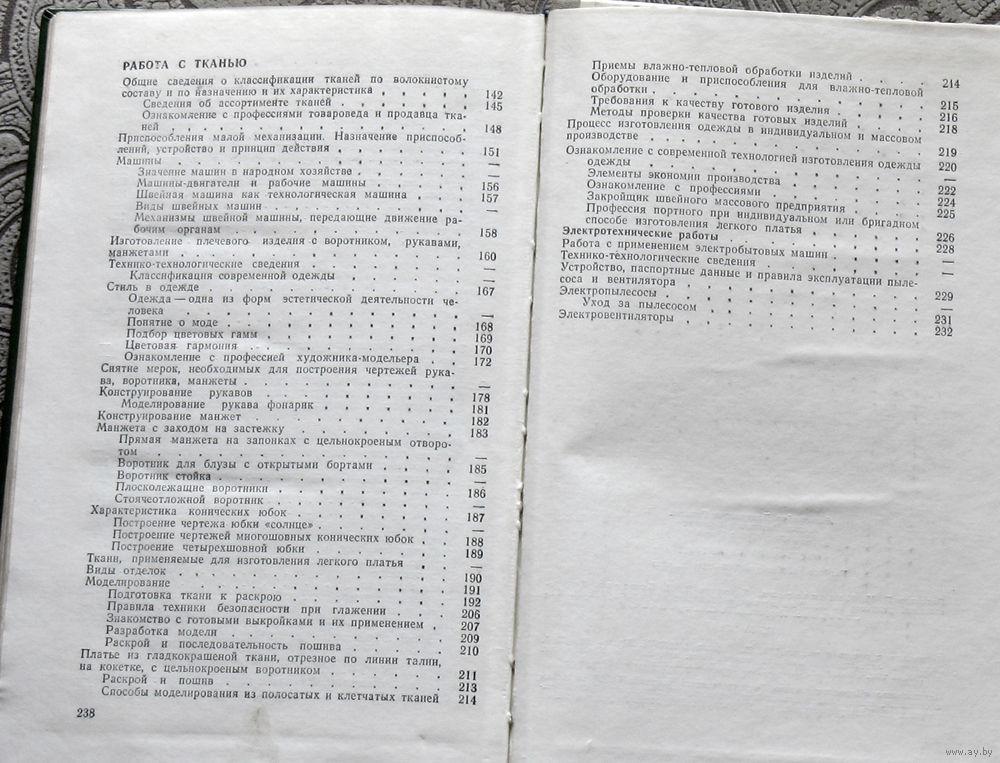 РАБОТА С ТКАНЬЮ
Общие сведения о классификации тканей по волокнистому
составу и по назначению и их характеристика . . . . . 142
Сведения об ассортименте тканей . . . . . . 145
Ознакомление с профессиями товароведа и продавца тка-
ней . . . . . . . . . . . 148
Приспособления малой механизации. Назначение приспособ-
лений, устройство и принцип действия . . . . . . 151
Машины . . . . . . . . . . . —
Значение машин в народном хозяйстве . . . . . —
Машины-двигатели и рабочие машины . . . . . 156
Швейная машина как технологическая машина . . . 157
Виды швейных машин . . . . . . . . —
Механизмы швейной машины, передающие движение ра-
бочим органам . . . . . . . . . 158
Изготовление плечевого изделия с воротником, рукавами,
манжетами . . . . . . . . . . . 160
Технико-технологические сведения . . . . . . —
Классификация современной одежды . . . . . —
Стиль в одежде . . . . . . . . . . 167
Одежда — одна из форм эстетической деятельности че-
ловека . . . . . . . . . . —
Понятие о моде . . . . . . . . . 168
Подбор цветовых гамм . . . . . . . . 169
Цветовая гармония . . . . . . . . 170
Ознакомление с профессией художника-модельера . . 172
Снятие мерок, необходимых для построения чертежей рука-
ва, воротника, манжеты . . . . . . . . —
Конструирование рукавов . . . . . . . 178
Моделирование рукава фонарик . . . . . . 181
Конструирование манжет . . . . . . . . 182
Манжета с заходом на застежку . . . . . . 183
Прямая манжета на запонках с цельнокроеным отворо-
том . . . . . . . . . . . —
Воротник для блузы с открытыми бортами . . . . 185
Воротник стойка . . . . . . . . . —
Плосколежащие воротники . . . . . . . 186
Стоячеотложной воротник . . . . . . . —
Характеристика конических юбок . . . . . . 187
Построение чертежа юбки «солнце» . . . . . —
Построение чертежей многошовных конических юбок . . 188
Построение четырехшовной юбки . . . . . . 189
Ткани, применяемые для изготовления легкого платья . —
Виды отделок . . . . . . . . . . 190
Моделирование . . . . . . . . . . 191
Подготовка ткани к раскрою . . . . . . . 192
Правила техники безопасности при глажении . . . . 206
Знакомство с готовыми выкройками и их применением . 207
Разработка модели . . . . . . . . 209
Раскрой и последовательность пошива . . . . . 210
Платье из гладкокрашеной ткани, отрезное по линии талии,
на кокетке, с цельнокроеным воротником . . . . . 211
Раскрой и пошив . . . . . . . . . 213
Способы моделирования из полосатых и клетчатых тканей 214
238
Приемы влажно-тепловой обработки изделий . . . . 214
Оборудование и приспособления для влажно-тепловой
обработки . . . . . . . . . . 215
Требования к качеству готового изделия . . . . . 216
Методы проверки качества готовых изделий . . . . 218
Процесс изготовления одежды в индивидуальном и массовом
производстве . . . . . . . . . . 219
Ознакомление с современной технологией изготовления одежды 220
одежды . . . . . . . . . . —
Элементы экономии производства . . . . . . 222
Ознакомление с профессиями . . . . . . . 224
Закройщик швейного массового предприятия . . . . 225
Профессия портного при индивидуальном или бригадном
способе изготовления легкого платья . . . . . 226
Электротехнические работы . . . . . . . 228
Работа с применением электробытовых машин . . . . —
Технико-технологические сведения . . . . . . —
Устройство, паспортные данные и правила эксплуатации пыле-
соса и вентилятора . . . . . . . . . 229
Электропылесосы . . . . . . . . . —
Уход за пылесосом . . . . . . . . 231
Электровентиляторы . . . . . . . . . 232
www.ay.by